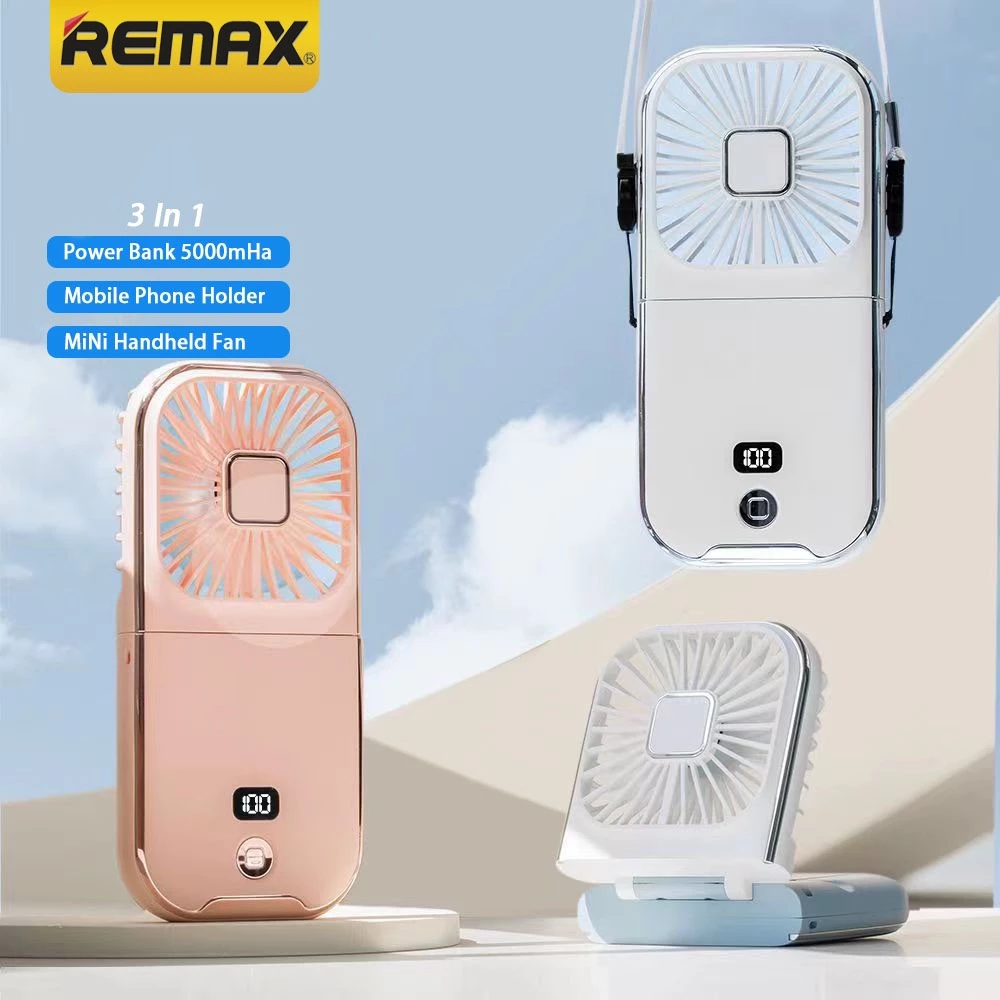 REMAX®
3 In 1
Power Bank 5000mHa
Mobile Phone Holder
MiNi Handheld Fan
100
100